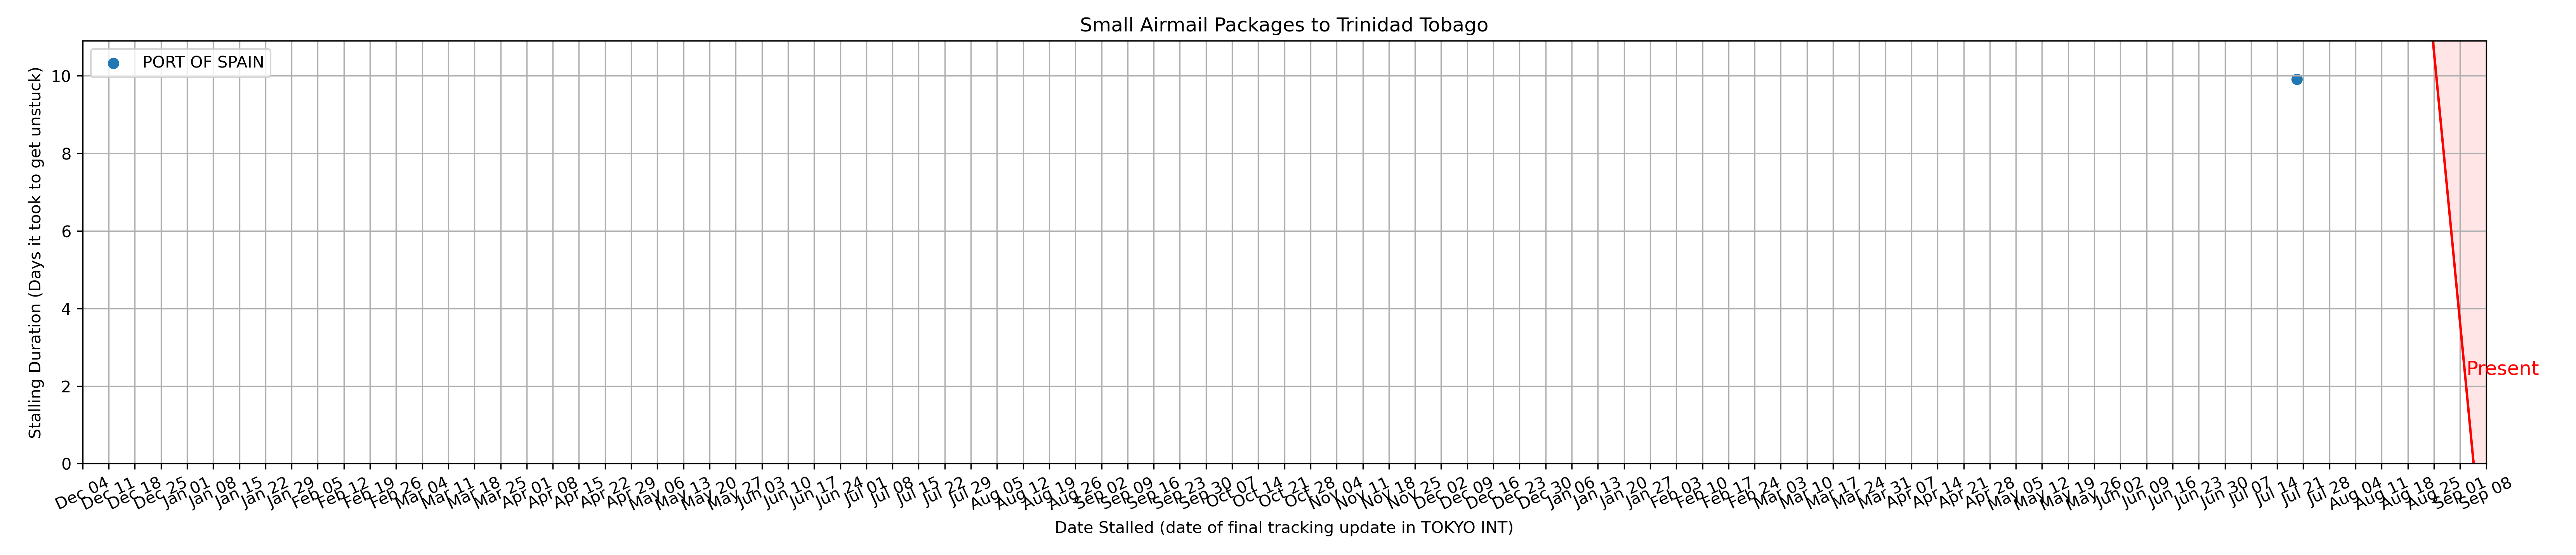 Small Airmail Packages to Trinidad Tobago
PORT OF SPAIN
Stalling Duration (Days it took to get unstuck)
10
8
6
4
2
0
Present
Dec 04 Dec 11 Dec 18 Dec 25 Jan 01 Jan 08 Jan 15 Jan 22 Jan 29 Feb 05 Feb 12 Feb 19 Feb 26 Mar 04 Mar 11 Mar 18 Mar 25 Apr 01 Apr 08 Apr 15 Apr 22 Apr 29 May 06 May 13 May 20 May 27 Jun 03 Jun 10 Jun 17 Jun 24 Jul 01 Jul 08 Jul 15 Jul 22 Jul 29 Aug 05 Aug 12 Aug 19 Aug 26 Sep 02 Sep 09 Sep 16 Sep 23 Sep 30 Oct 07 Oct 14 Oct 21 Oct 28 Nov 04 Nov 11 Nov 18 Nov 25 Dec 02 Dec 09 Dec 16 Dec 23 Dec 30 Jan 06 Jan 13 Jan 20 Jan 27 Feb 03 Feb 10 Feb 17 Feb 24 Mar 03 Mar 10 Mar 17 Mar 24 Mar 31 Apr 07 Apr 14 Apr 21 Apr 28 May 05 May 12 May 19 May 26 Jun 02 Jun 09 Jun 16 Jun 23 Jun 30 Jul 07 Jul 14 Jul 21 Jul 28 Aug 04 Aug 11 Aug 18 Aug 25 Sep 01 Sep 08
Date Stalled (date of final tracking update in TOKYO INT)